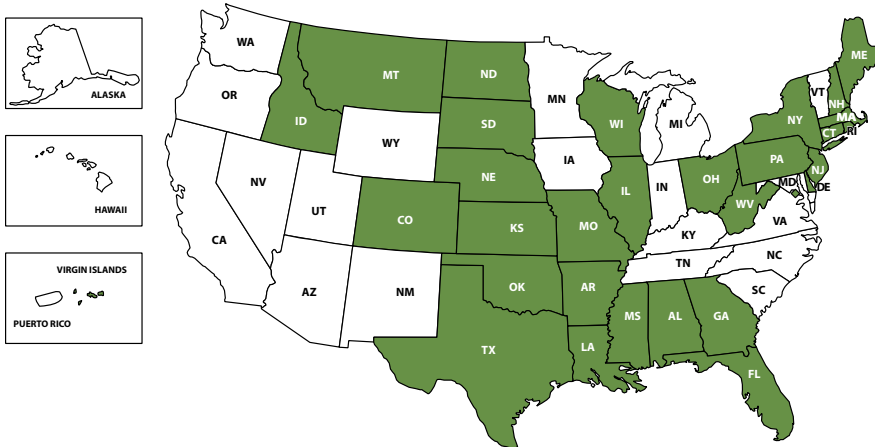 ALASKA
HAWAII
VIRGIN ISLANDS
PUERTO RICO
WA
OR
CA
NV
ID
MT
WY
UT
CO
AZ
NM
ND
SD
NE
KS
OK
TX
MN
IA
MO
AR
LA
WI
IL
MI
IN
OH
KY
TN
MS
AL
GA
FL
SC
NC
VA
WV
PA
NY
ME
VT
NH
MA
RI
CT
NJ
DE
MD